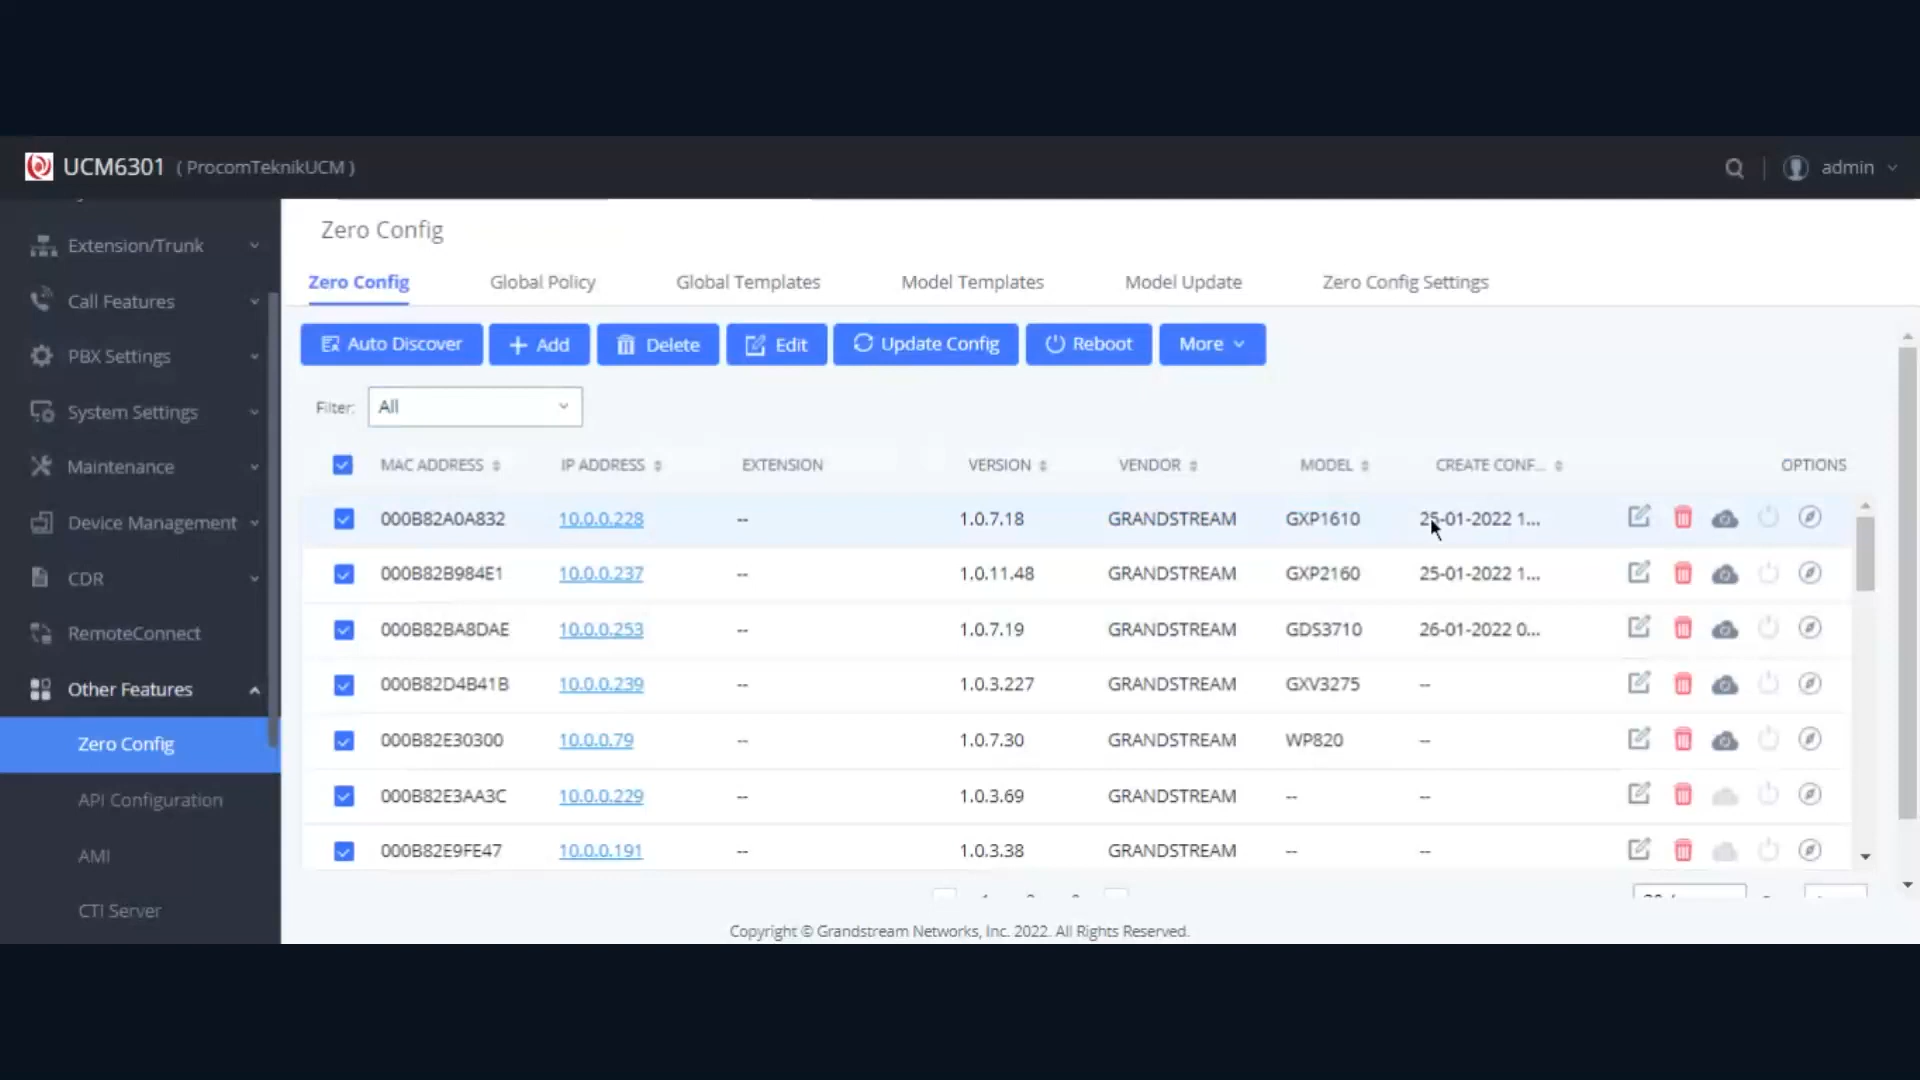 UCM6301 ( ProcomTeknikUCM )
admin
Extension/Trunk
Call Features
PBX Settings
System Settings
Maintenance
Device Management
CDR
RemoteConnect
Other Features
Zero Config
API Configuration
AMI
CTI Server
Zero Config
Zero Config Global Policy Global Templates Model Templates Model Update Zero Config Settings
Auto Discover + Add Delete Edit Update Config Reboot More
Filter: All
MAC ADDRESS IP ADDRESS EXTENSION VERSION VENDOR MODEL CREATE CONF... OPTIONS
000B82A0A832 10.0.0.228 -- 1.0.7.18 GRANDSTREAM GXP1610 25-01-2022 1...
000B82B984E1 10.0.0.237 -- 1.0.11.48 GRANDSTREAM GXP2160 25-01-2022 1...
000B82BA8DAE 10.0.0.253 -- 1.0.7.19 GRANDSTREAM GDS3710 26-01-2022 0...
000B82D4B41B 10.0.0.239 -- 1.0.3.227 GRANDSTREAM GXV3275 --
000B82E30300 10.0.0.79 -- 1.0.7.30 GRANDSTREAM WP820 --
000B82E3AA3C 10.0.0.229 -- 1.0.3.69 GRANDSTREAM -- --
000B82E9FE47 10.0.0.191 -- 1.0.3.38 GRANDSTREAM -- --
Copyright © Grandstream Networks, Inc. 2022. All Rights Reserved.